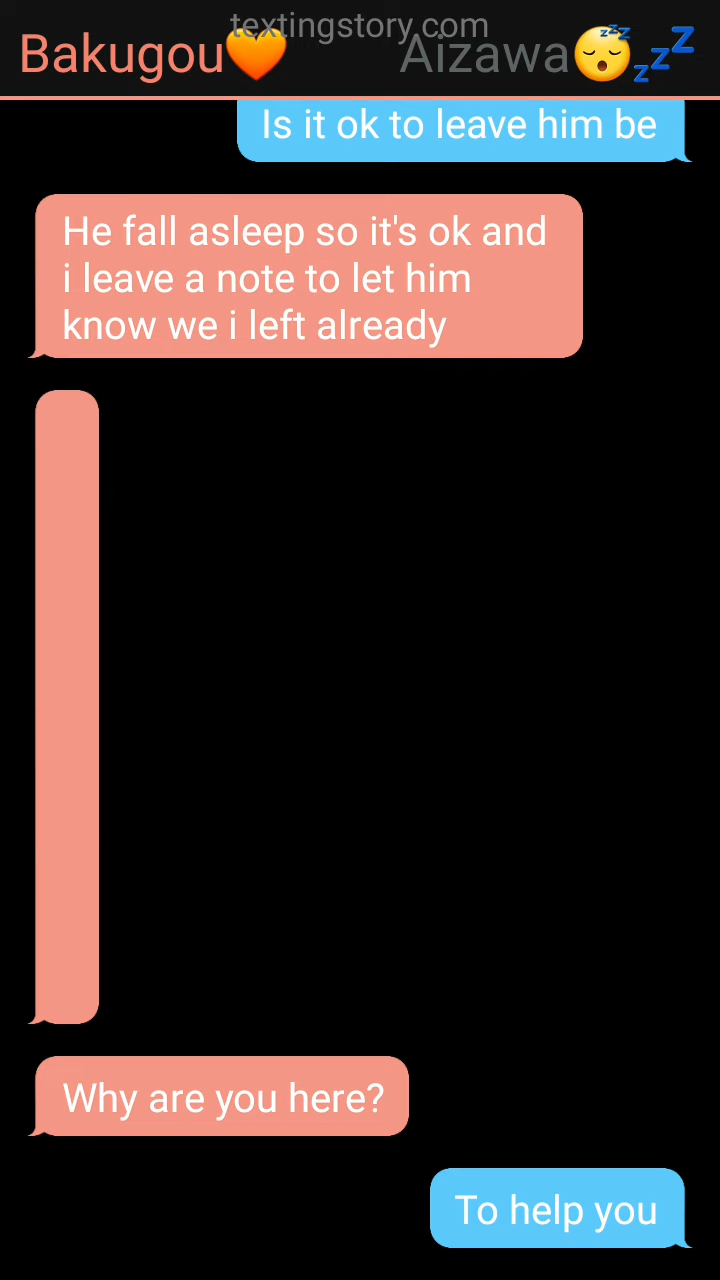 textingstory.com
Bakugou🧡 Aizawa😴💤
Is it ok to leave him be
He fall asleep so it's ok and
i leave a note to let him
know we i left already
Why are you here?
To help you